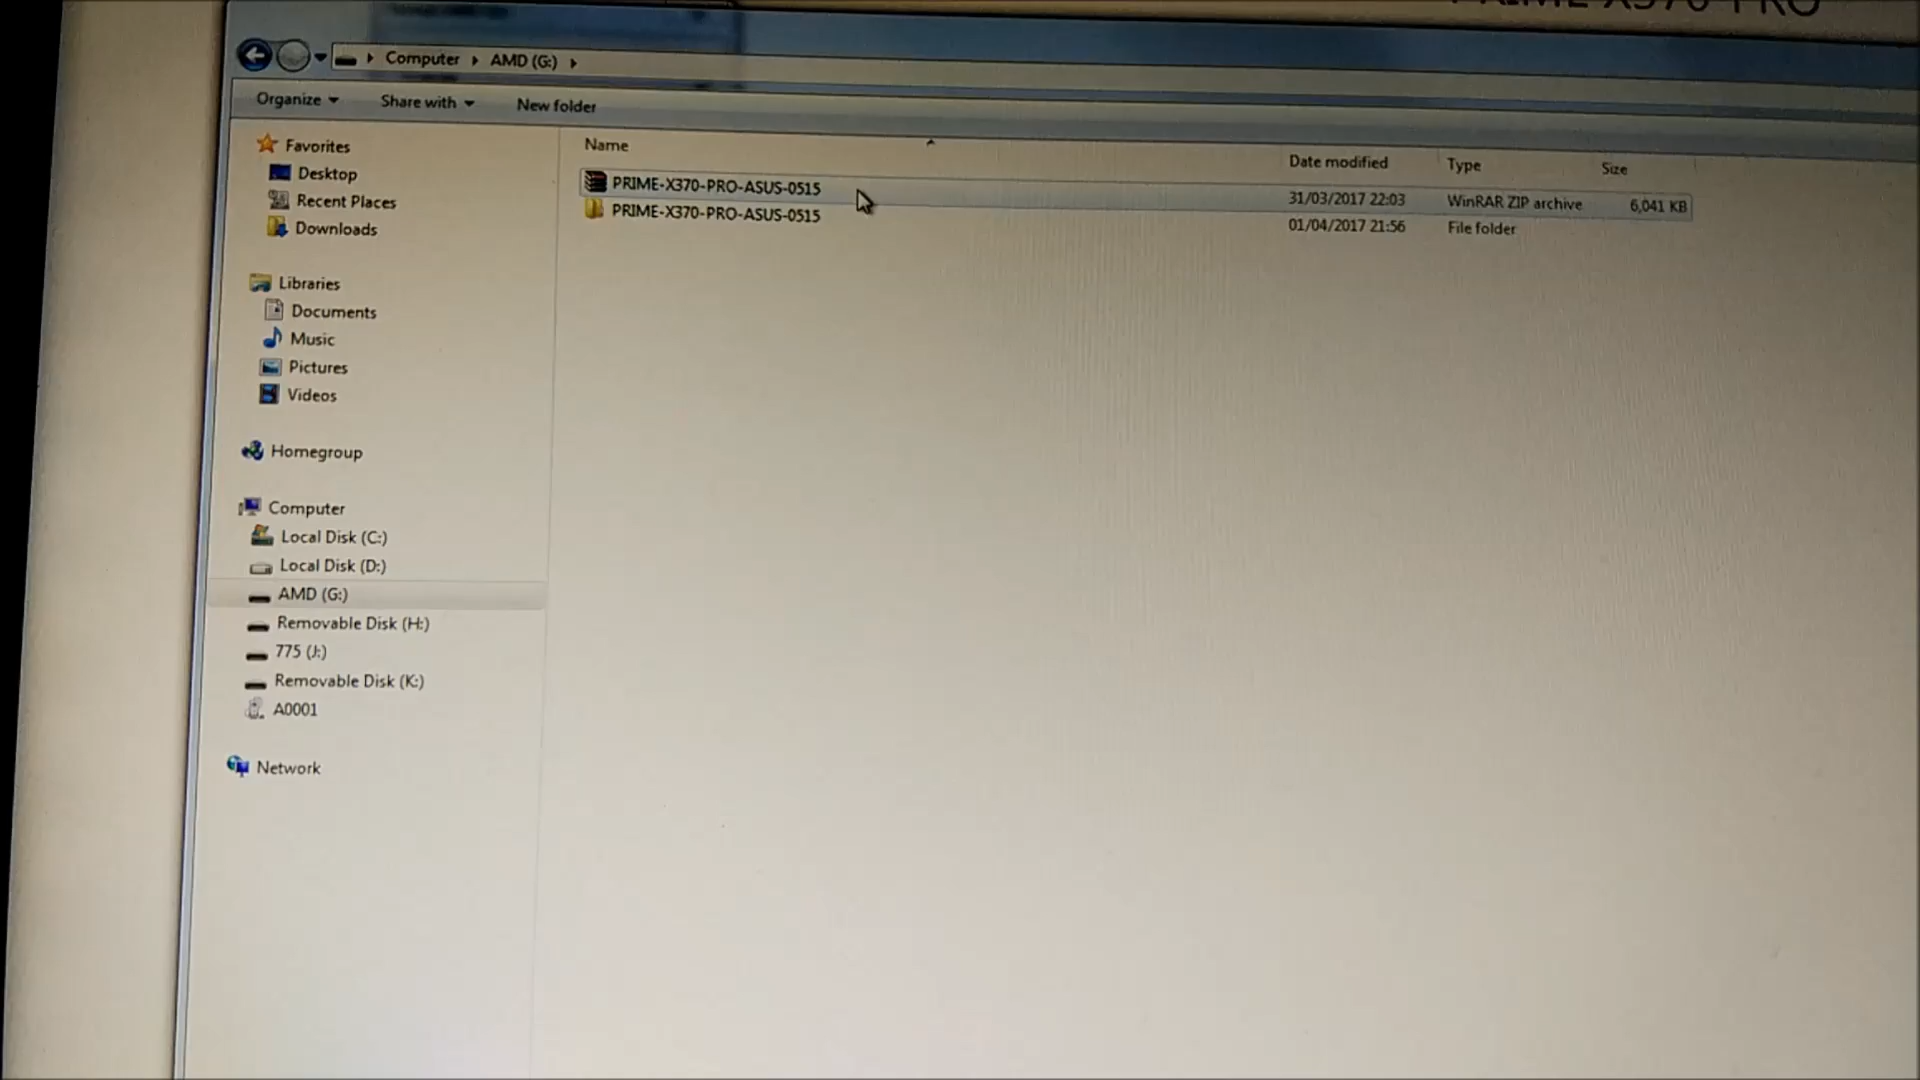 PRIME X370-PRO
Computer AMD (G:)
Organize Share with New folder
Name Date modified Type Size
PRIME-X370-PRO-ASUS-0515 31/03/2017 22:03 WinRAR ZIP archive 6,041 KB
PRIME-X370-PRO-ASUS-0515 01/04/2017 21:56 File folder
Favorites
Desktop
Recent Places
Downloads
Libraries
Documents
Music
Pictures
Videos
Homegroup
Computer
Local Disk (C:)
Local Disk (D:)
AMD (G:)
Removable Disk (H:)
775 (J:)
Removable Disk (K:)
A0001
Network